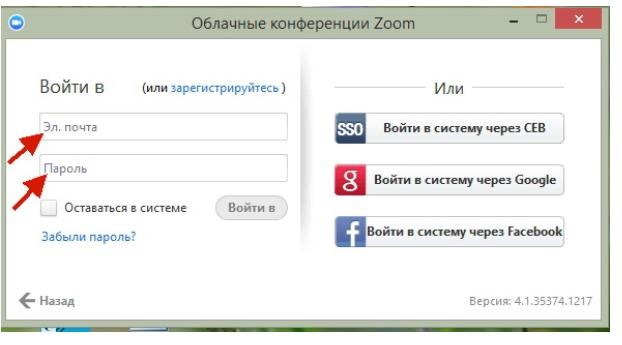 Облачные конференции Zoom
Войти в (или зарегистрируйтесь )
Эл. почта
Пароль
Оставаться в системе Войти в
Забыли пароль?
Или
SSO Войти в систему через СЕВ
g Войти в систему через Google
f Войти в систему через Facebook
Назад
Версия: 4.1.35374.1217